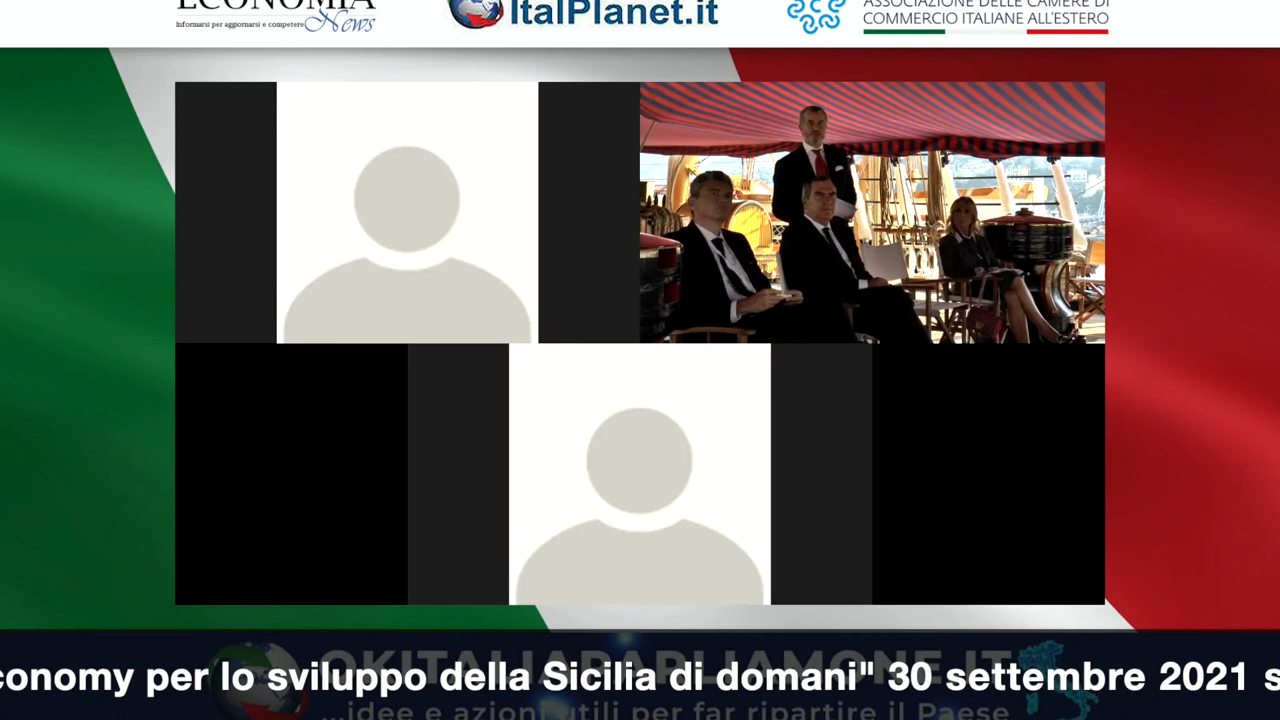 ECONOMIA
Informarsi per aggiornarsi e competere News
ItalPlanet.it
ASSOCIAZIONE DELLE CAMERE DI
COMMERCIO ITALIANE ALL'ESTERO
OKITALIAPARLIAMONE.IT
conomy per lo sviluppo della Sicilia di domani" 30 settembre 2021 s
...idee e azioni utili per far ripartire il Paese